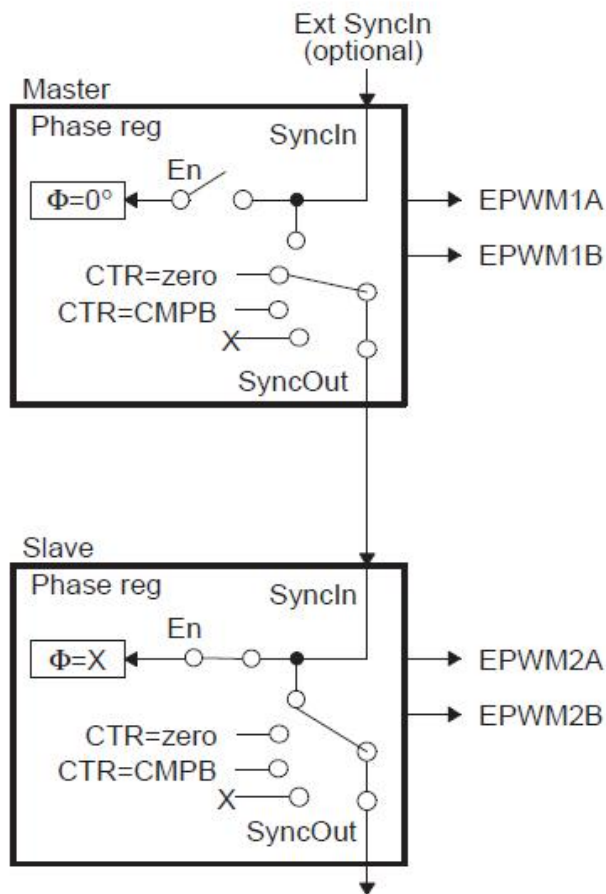 Ext SyncIn
(optional)
Master
Phase reg
SyncIn
En
Φ=0°
EPWM1A
EPWM1B
CTR=zero
CTR=CMPB
X
SyncOut
Slave
Phase reg
SyncIn
En
Φ=X
EPWM2A
EPWM2B
CTR=zero
CTR=CMPB
X
SyncOut